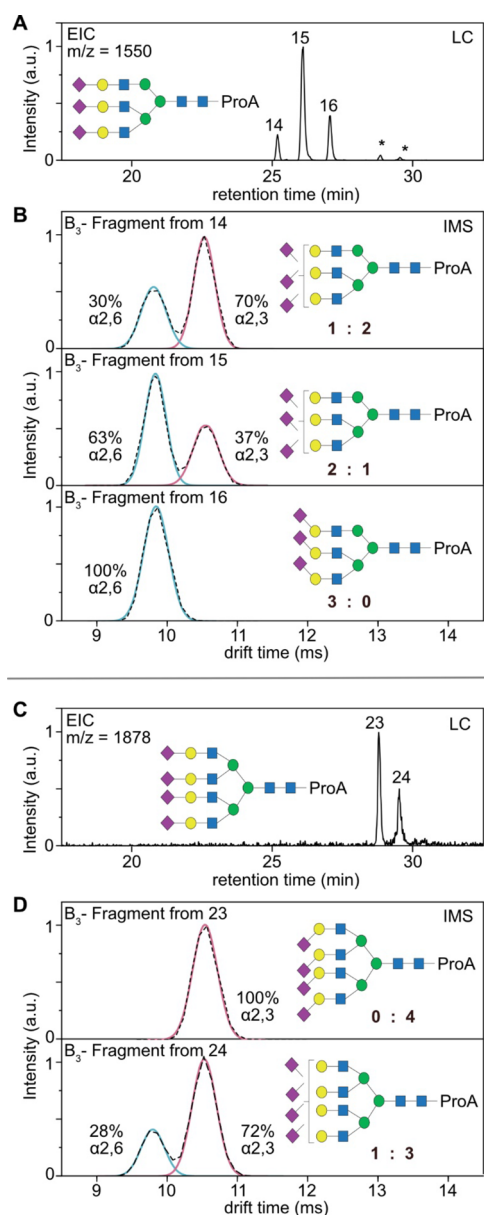 A
EIC
m/z = 1550
LC
15
14
16
*
*
ProA
Intensity (a.u.)
1
0
20
25
30
retention time (min)
B
B3- Fragment from 14
IMS
1
30%
α2,6
70%
α2,3
ProA
1 : 2
B3- Fragment from 15
1
63%
α2,6
37%
α2,3
ProA
2 : 1
B3- Fragment from 16
1
100%
α2,6
ProA
3 : 0
0
Intensity (a.u.)
Intensity (a.u.)
Intensity (a.u.)
9
10
11
12
13
14
drift time (ms)
C
EIC
m/z = 1878
LC
23
24
ProA
Intensity (a.u.)
1
0
20
25
30
retention time (min)
D
B3- Fragment from 23
IMS
1
100%
α2,3
ProA
0 : 4
B3- Fragment from 24
1
28%
α2,6
72%
α2,3
ProA
1 : 3
0
Intensity (a.u.)
Intensity (a.u.)
9
10
11
12
13
14
drift time (ms)